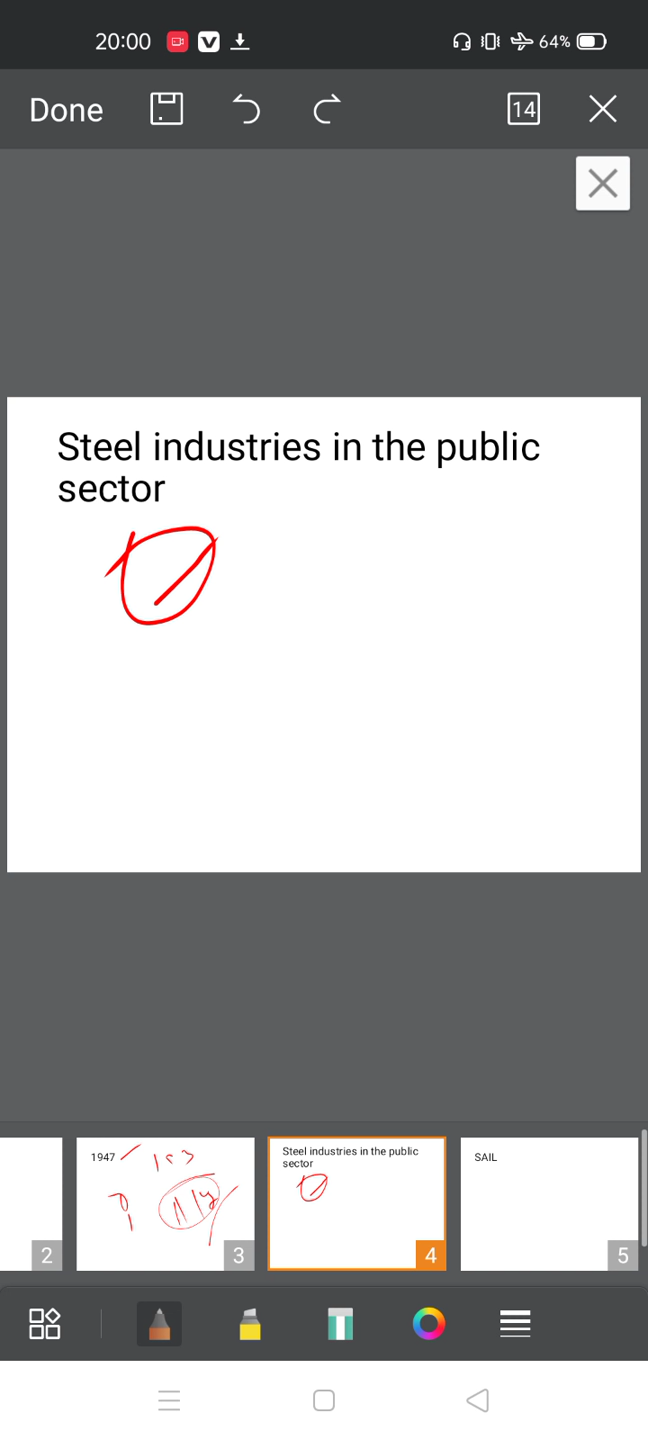 20:00
64%
Done
14
Steel industries in the public
sector
1947
Steel industries in the public
sector
SAIL
2
3
4
5